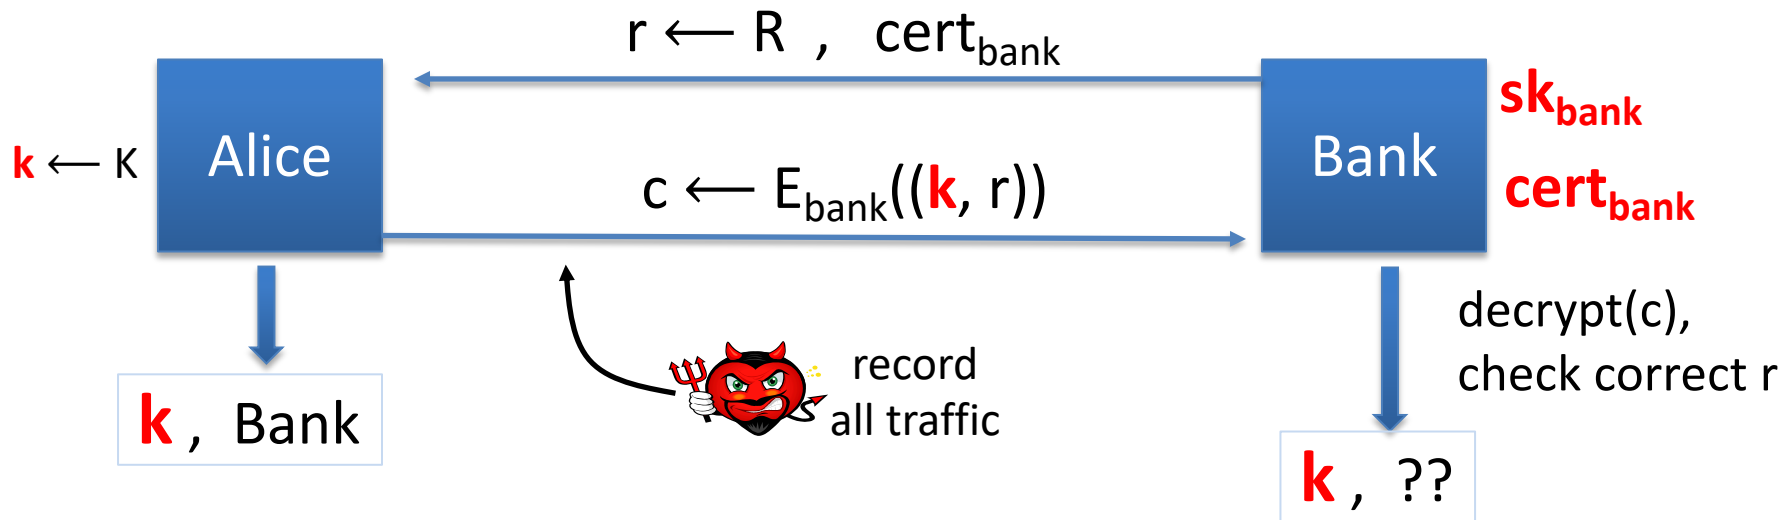 r ⟵ R , cert_bank
Alice
Bank
sk_bank
cert_bank
k ⟵ K
c ⟵ E_bank((k, r))
decrypt(c),
check correct r
record
all traffic
k , Bank
k , ??